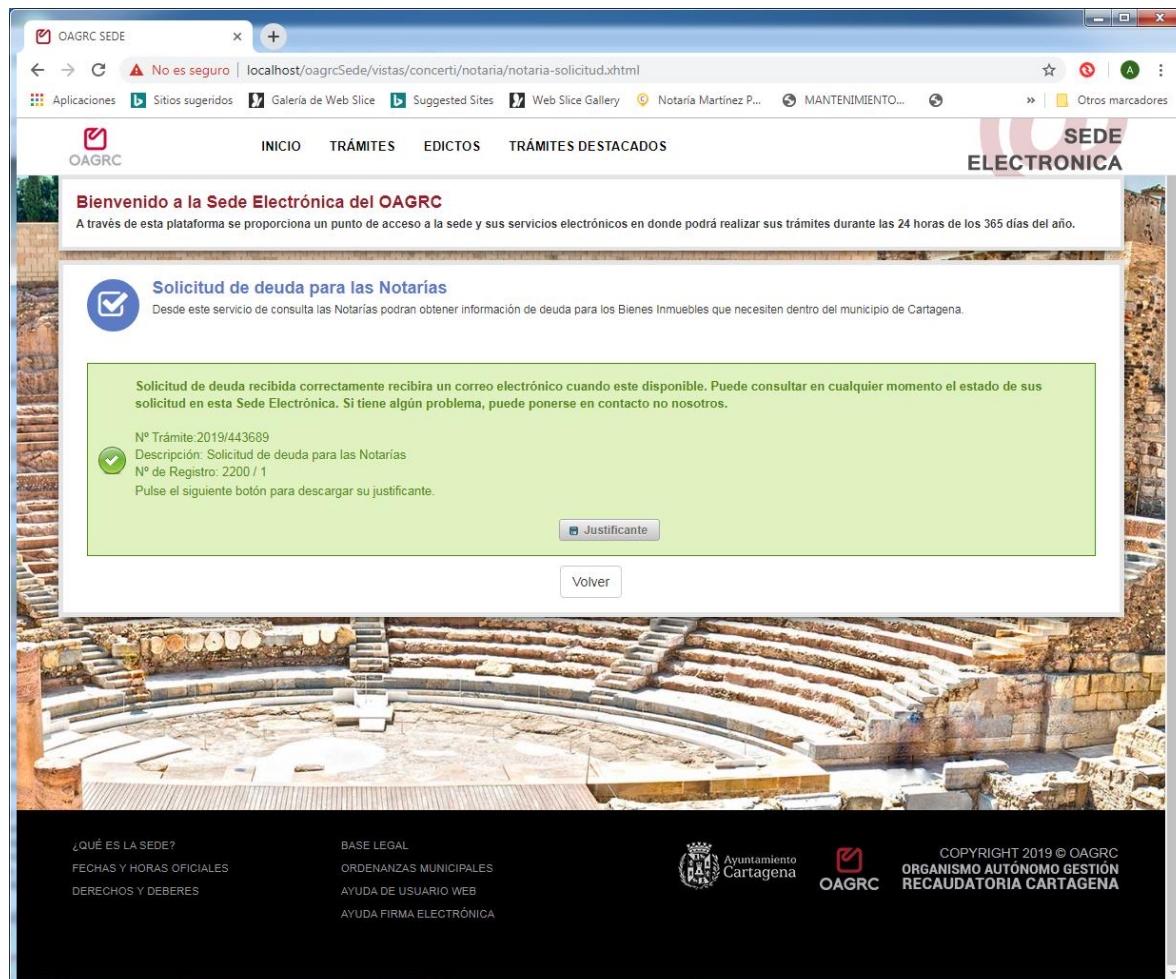 OAGRC SEDE
No es seguro | localhost/oagrcSede/vistas/concerti/notaria/notaria-solicitud.xhtml
A
Aplicaciones Sitios sugeridos Galería de Web Slice Suggested Sites Web Slice Gallery Notaría Martínez P... MANTENIMIENTO... » Otros marcadores
OAGRC
INICIO TRÁMITES EDICTOS TRÁMITES DESTACADOS
SEDE
ELECTRONICA
Bienvenido a la Sede Electrónica del OAGRC
A través de esta plataforma se proporciona un punto de acceso a la sede y sus servicios electrónicos en donde podrá realizar sus trámites durante las 24 horas de los 365 días del año.
Solicitud de deuda para las Notarías
Desde este servicio de consulta las Notarías podran obtener información de deuda para los Bienes Inmuebles que necesiten dentro del municipio de Cartagena.
Solicitud de deuda recibida correctamente recibira un correo electrónico cuando este disponible. Puede consultar en cualquier momento el estado de sus
solicitud en esta Sede Electrónica. Si tiene algún problema, puede ponerse en contacto no nosotros.
Nº Trámite:2019/443689
Descripción: Solicitud de deuda para las Notarías
Nº de Registro: 2200 / 1
Pulse el siguiente botón para descargar su justificante.
Justificante
Volver
¿QUÉ ES LA SEDE?
FECHAS Y HORAS OFICIALES
DERECHOS Y DEBERES
BASE LEGAL
ORDENANZAS MUNICIPALES
AYUDA DE USUARIO WEB
AYUDA FIRMA ELECTRÓNICA
Ayuntamiento
Cartagena
OAGRC
COPYRIGHT 2019 © OAGRC
ORGANISMO AUTÓNOMO GESTIÓN
RECAUDATORIA CARTAGENA